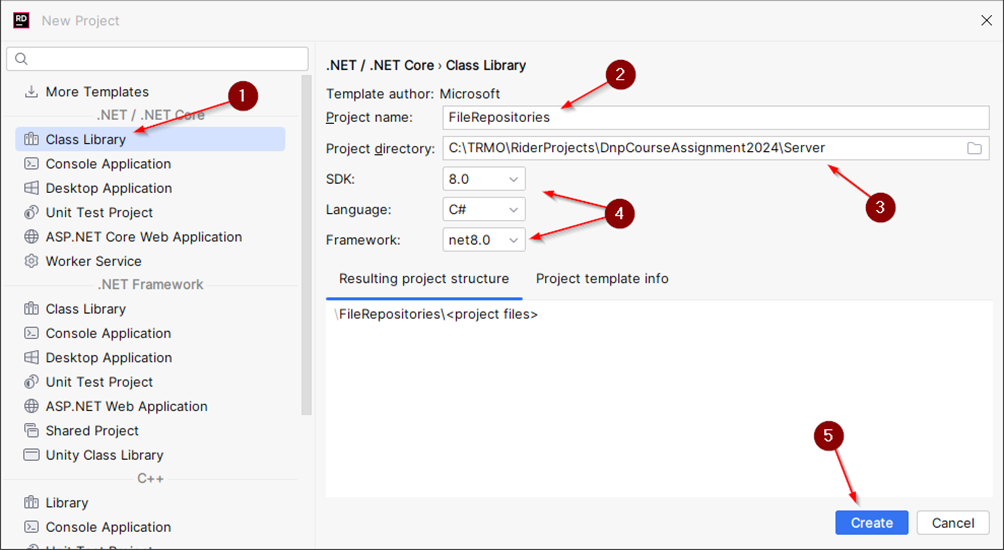 RD
New Project
More Templates
.NET / .NET Core
Class Library
Console Application
Desktop Application
Unit Test Project
ASP.NET Core Web Application
Worker Service
.NET Framework
Class Library
Console Application
Desktop Application
Unit Test Project
ASP.NET Web Application
Shared Project
Unity Class Library
C++
Library
Console Application
Unit Test Project
1
.NET / .NET Core › Class Library
2
Template author: Microsoft
Project name: FileRepositories
Project directory: C:\TRMO\RiderProjects\DnpCourseAssignment2024\Server
3
SDK: 8.0
Language: C#
4
Framework: net8.0
Resulting project structure Project template info
\FileRepositories\<project files>
5
Create Cancel